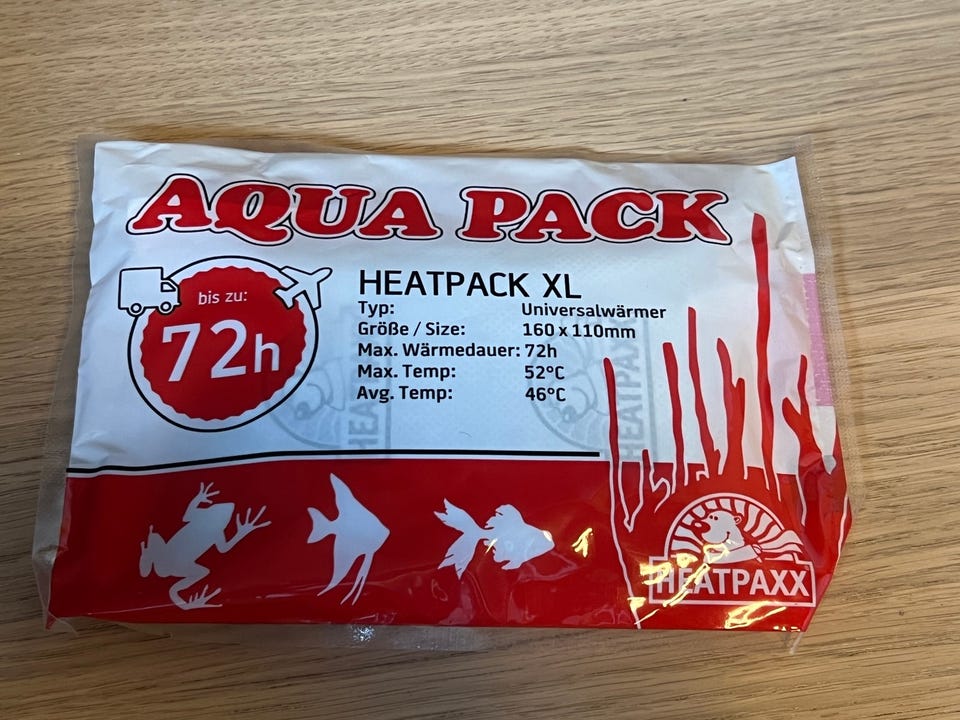 AQUA PACK
bis zu:
72h
HEATPACK XL
Typ: Universalwärmer
Größe / Size: 160 x 110mm
Max. Wärmedauer: 72h
Max. Temp: 52°C
Avg. Temp: 46°C
HEATPAXX
HEATPAXX